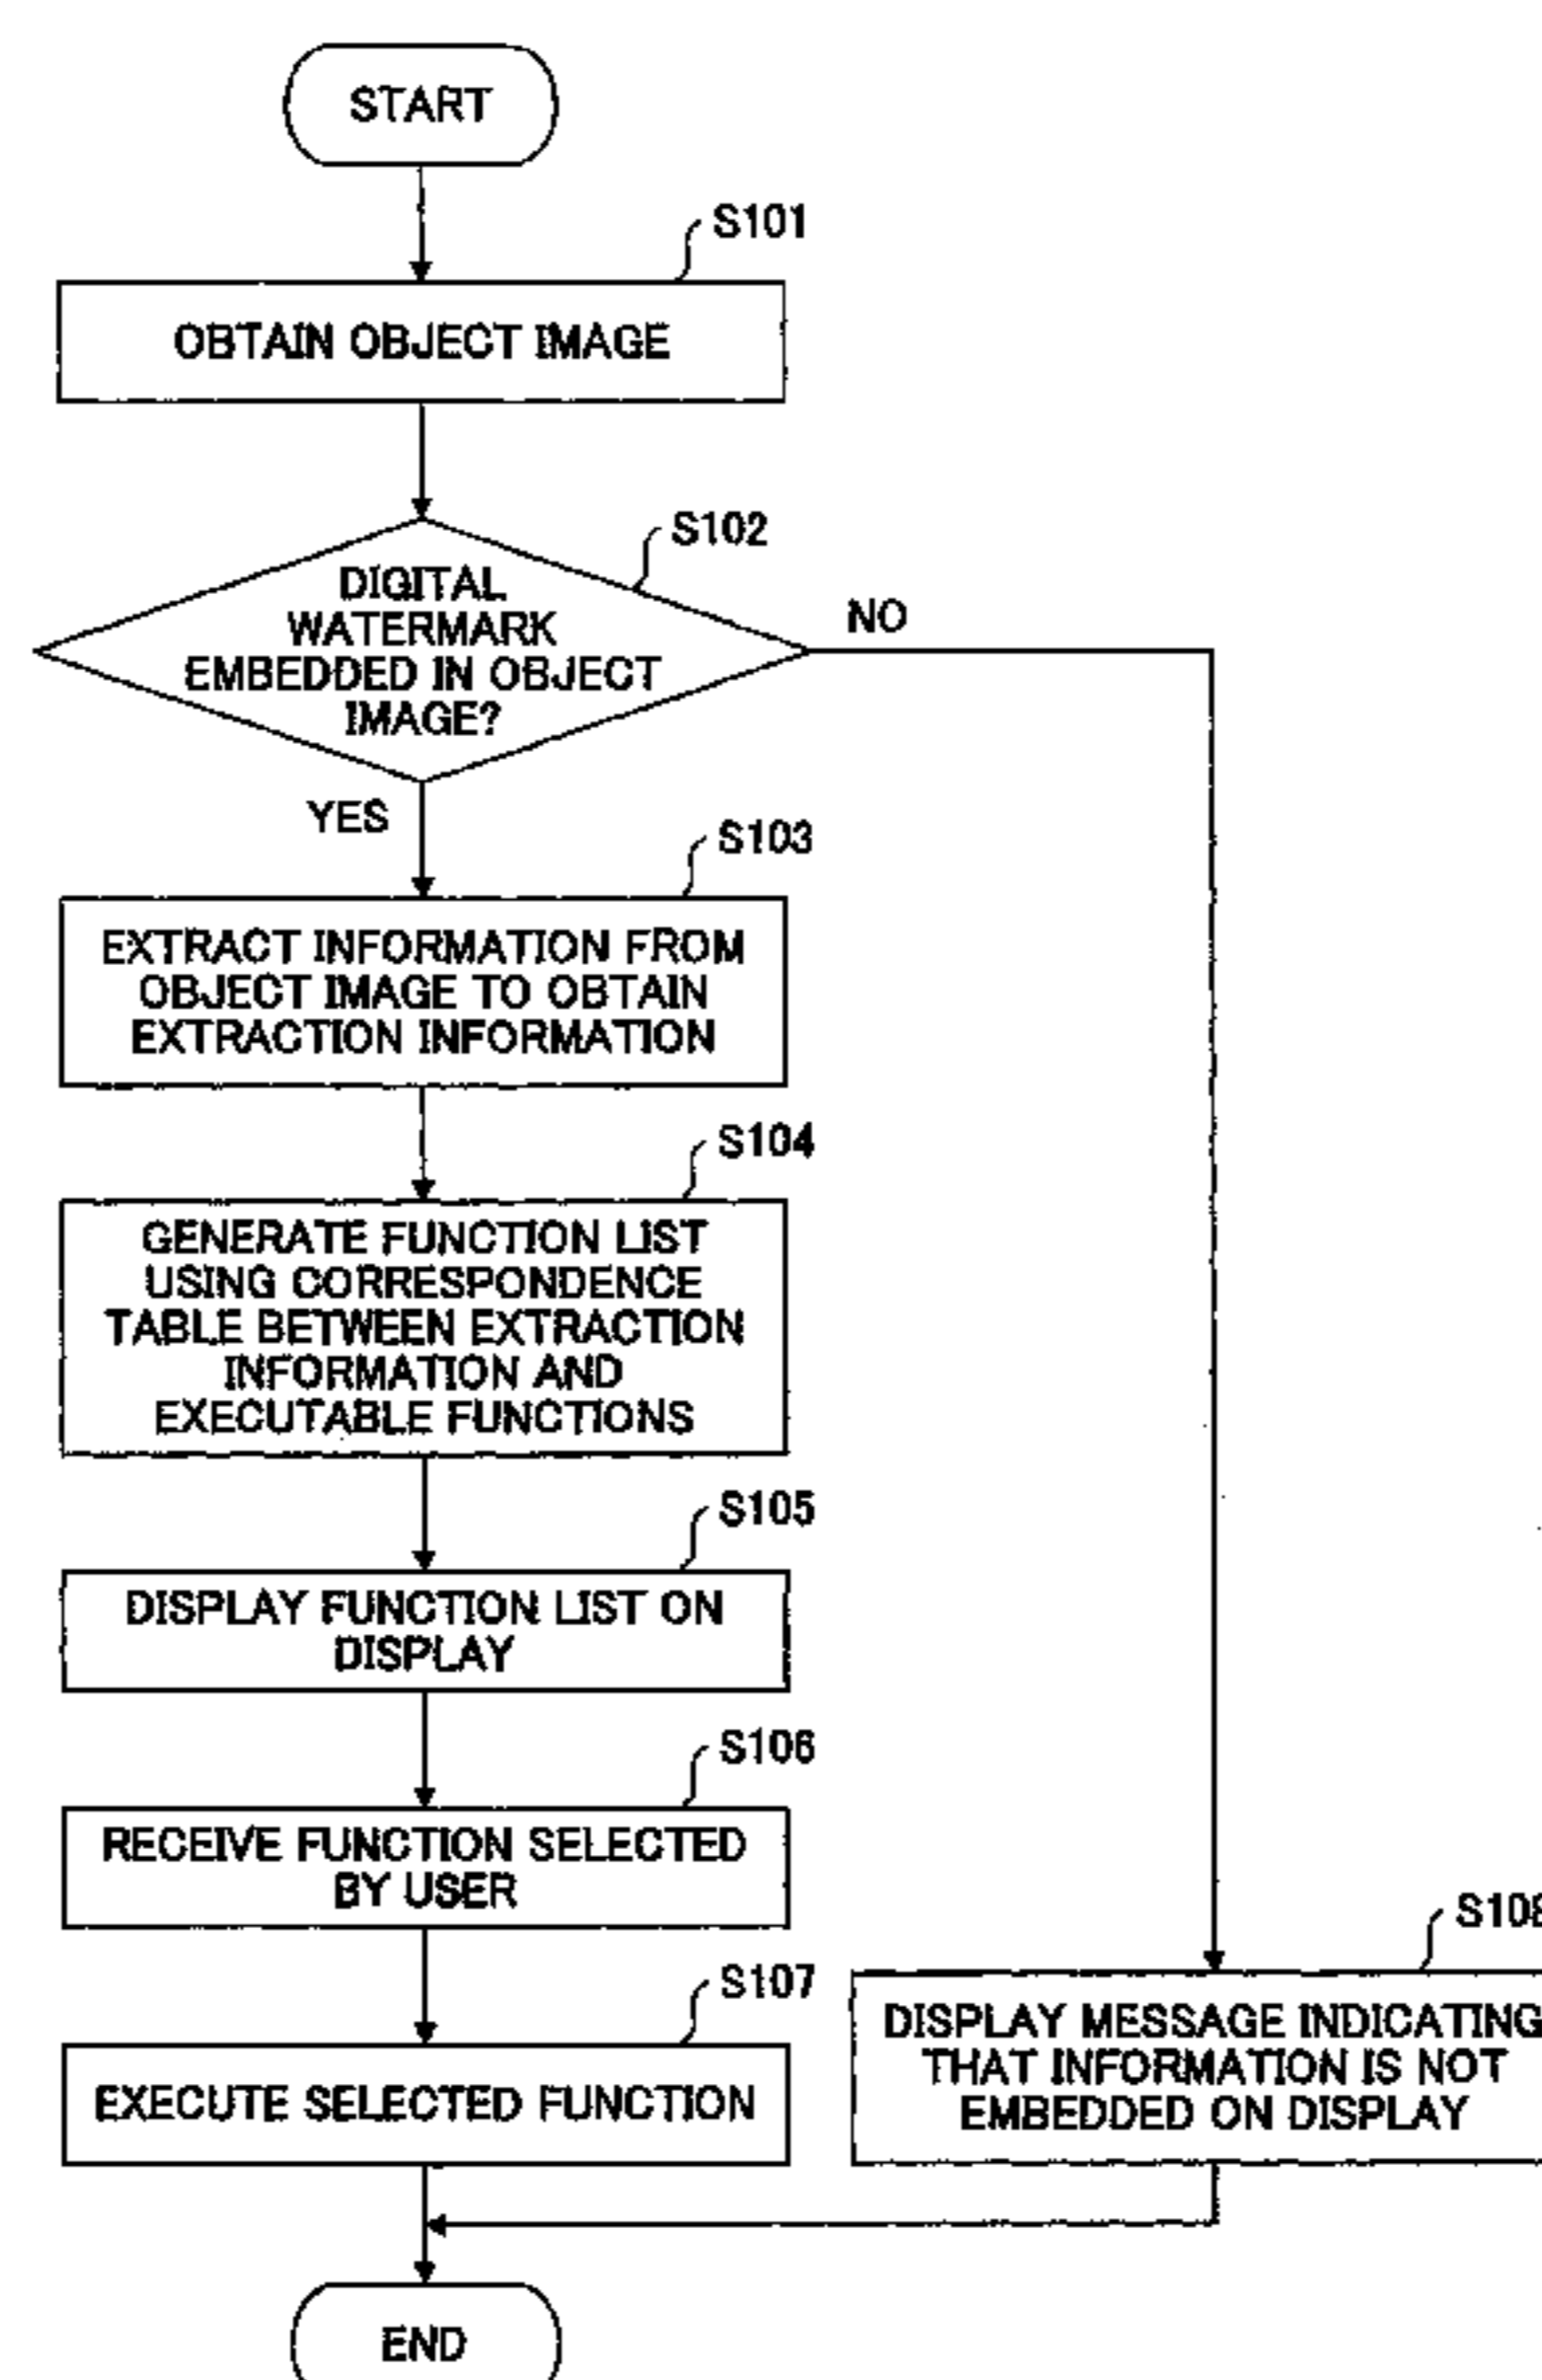 START
S101
OBTAIN OBJECT IMAGE
S102
DIGITAL
WATERMARK
EMBEDDED IN OBJECT
IMAGE?
NO
YES
S103
EXTRACT INFORMATION FROM
OBJECT IMAGE TO OBTAIN
EXTRACTION INFORMATION
S104
GENERATE FUNCTION LIST
USING CORRESPONDENCE
TABLE BETWEEN EXTRACTION
INFORMATION AND
EXECUTABLE FUNCTIONS
S105
DISPLAY FUNCTION LIST ON
DISPLAY
S106
RECEIVE FUNCTION SELECTED
BY USER
S107
EXECUTE SELECTED FUNCTION
S108
DISPLAY MESSAGE INDICATING
THAT INFORMATION IS NOT
EMBEDDED ON DISPLAY
END